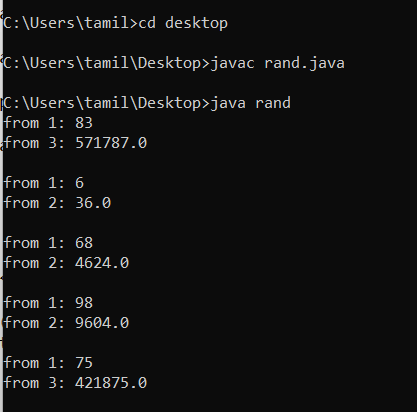 C:\Users\tamil>cd desktop
C:\Users\tamil\Desktop>javac rand.java
C:\Users\tamil\Desktop>java rand
from 1: 83
from 3: 571787.0
from 1: 6
from 2: 36.0
from 1: 68
from 2: 4624.0
from 1: 98
from 2: 9604.0
from 1: 75
from 3: 421875.0